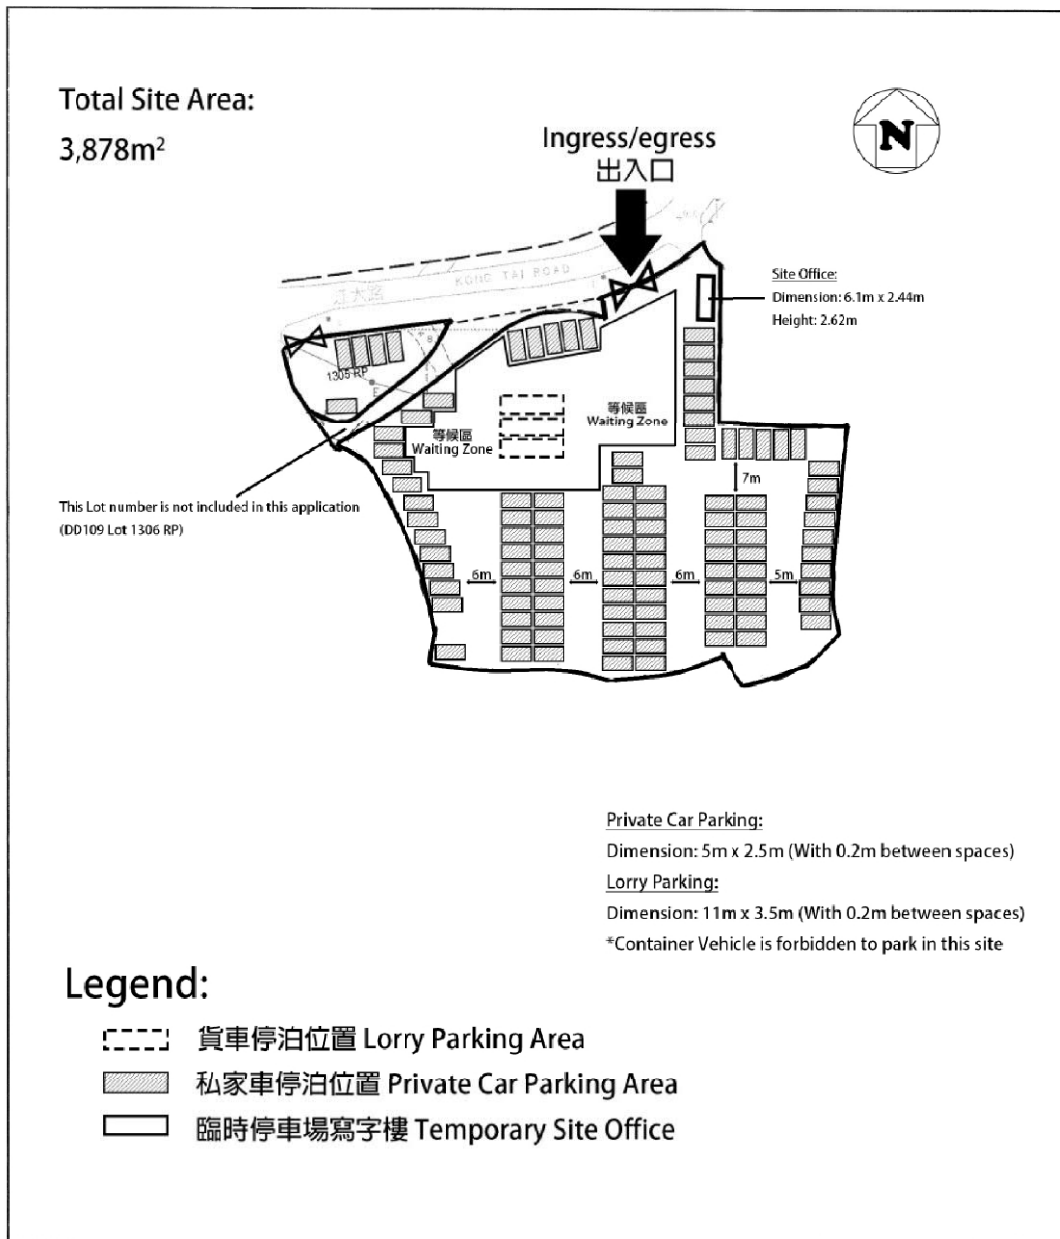 Total Site Area:
3,878m²
N
Ingress/egress
出入口
KONG TAI ROAD
江大路
Site Office:
Dimension: 6.1m x 2.44m
Height: 2.62m
1305 RP
E
等候區
Waiting Zone
等候區
Waiting Zone
7m
This Lot number is not included in this application
(DD109 Lot 1306 RP)
6m
6m
6m
5m
Private Car Parking:
Dimension: 5m x 2.5m (With 0.2m between spaces)
Lorry Parking:
Dimension: 11m x 3.5m (With 0.2m between spaces)
*Container Vehicle is forbidden to park in this site
Legend:
貨車停泊位置 Lorry Parking Area
私家車停泊位置 Private Car Parking Area
臨時停車場寫字樓 Temporary Site Office